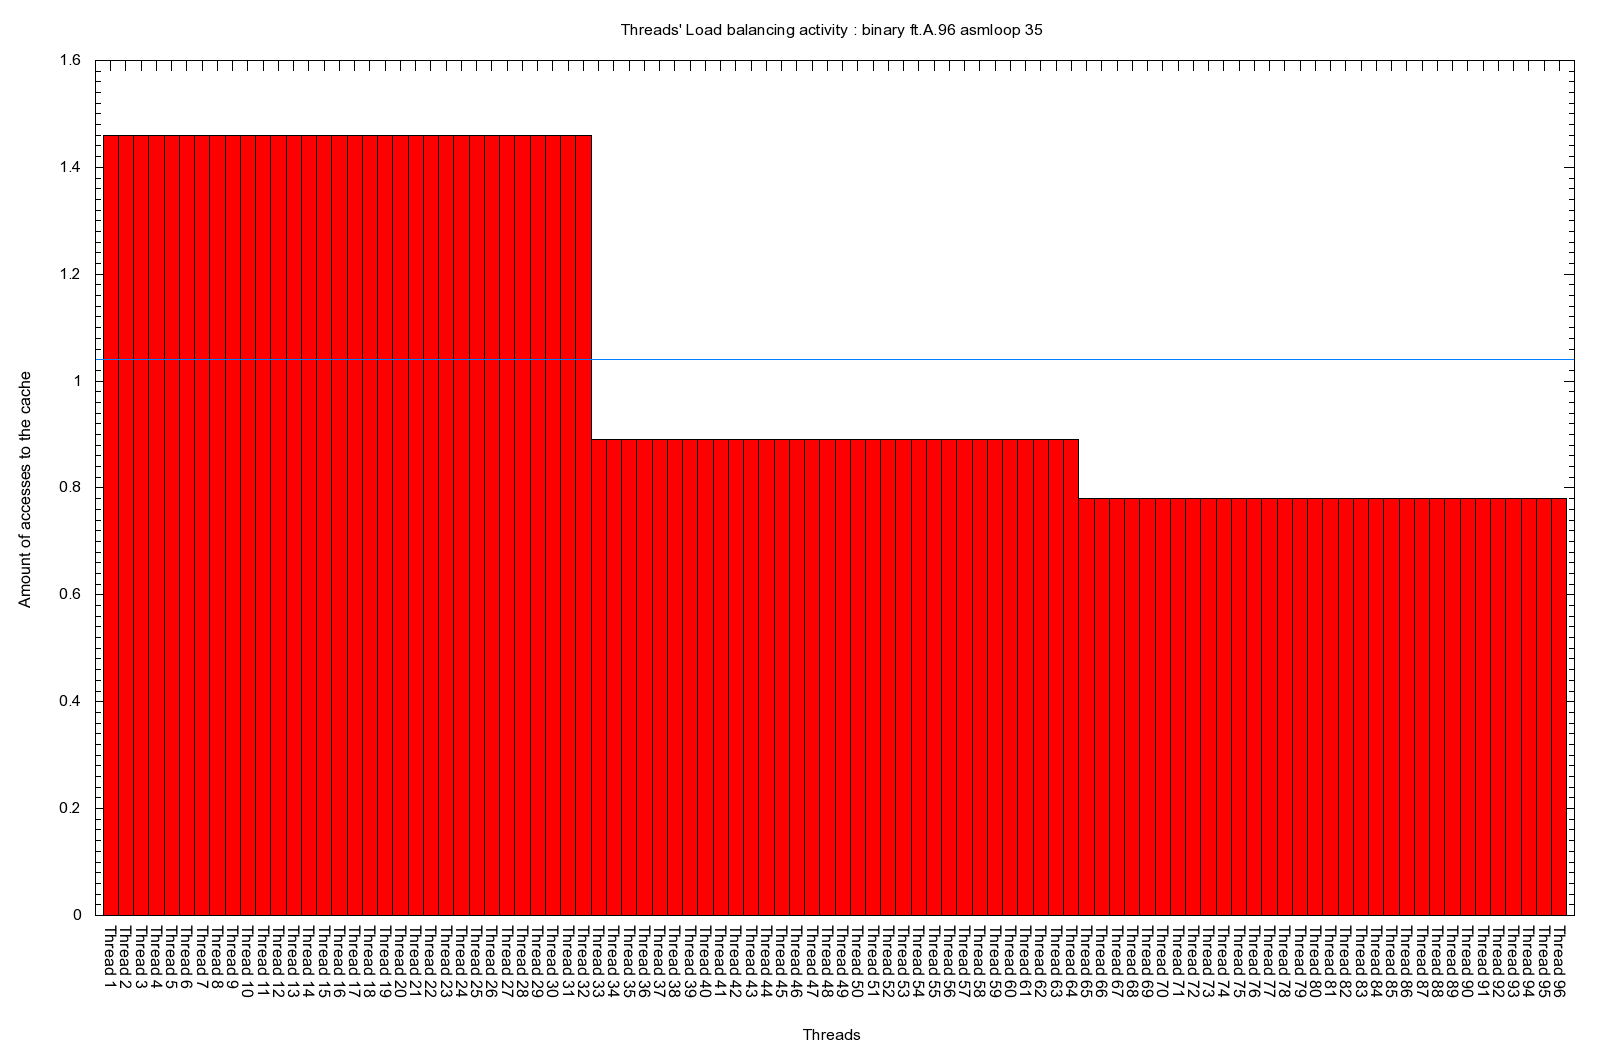 Threads' Load balancing activity : binary ft.A.96 asmloop 35
1.6
1.4
1.2
1
0.8
0.6
0.4
0.2
0
Amount of accesses to the cache
Thread 1
Thread 2
Thread 3
Thread 4
Thread 5
Thread 6
Thread 7
Thread 8
Thread 9
Thread 10
Thread 11
Thread 12
Thread 13
Thread 14
Thread 15
Thread 16
Thread 17
Thread 18
Thread 19
Thread 20
Thread 21
Thread 22
Thread 23
Thread 24
Thread 25
Thread 26
Thread 27
Thread 28
Thread 29
Thread 30
Thread 31
Thread 32
Thread 33
Thread 34
Thread 35
Thread 36
Thread 37
Thread 38
Thread 39
Thread 40
Thread 41
Thread 42
Thread 43
Thread 44
Thread 45
Thread 46
Thread 47
Thread 48
Thread 49
Thread 50
Thread 51
Thread 52
Thread 53
Thread 54
Thread 55
Thread 56
Thread 57
Thread 58
Thread 59
Thread 60
Thread 61
Thread 62
Thread 63
Thread 64
Thread 65
Thread 66
Thread 67
Thread 68
Thread 69
Thread 70
Thread 71
Thread 72
Thread 73
Thread 74
Thread 75
Thread 76
Thread 77
Thread 78
Thread 79
Thread 80
Thread 81
Thread 82
Thread 83
Thread 84
Thread 85
Thread 86
Thread 87
Thread 88
Thread 89
Thread 90
Thread 91
Thread 92
Thread 93
Thread 94
Thread 95
Thread 96
Threads